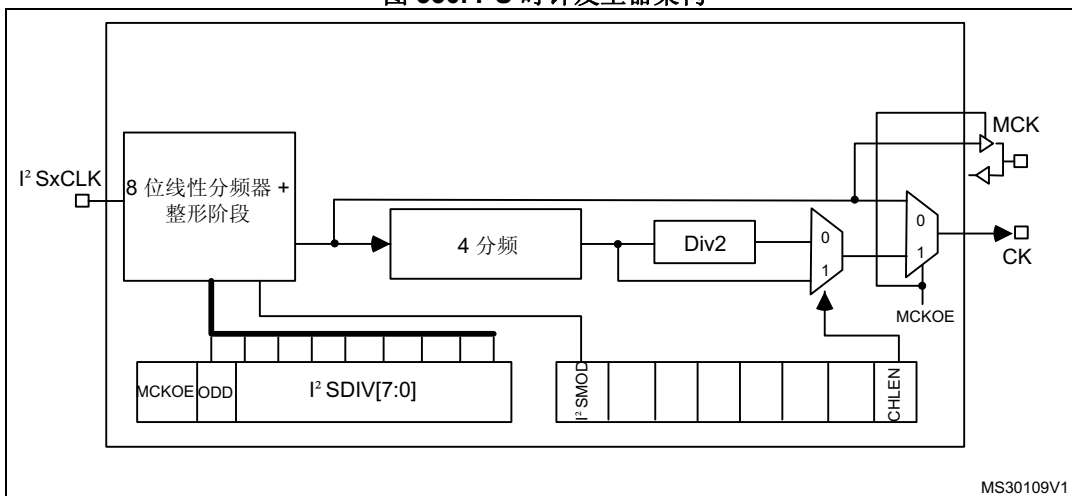 MCK
I² SxCLK
8 位线性分频器 +
整形阶段
4 分频
Div2
0
1
0
1
CK
MCKOE
MCKOE
ODD
I² SDIV[7:0]
I² SMOD
CHLEN
MS30109V1